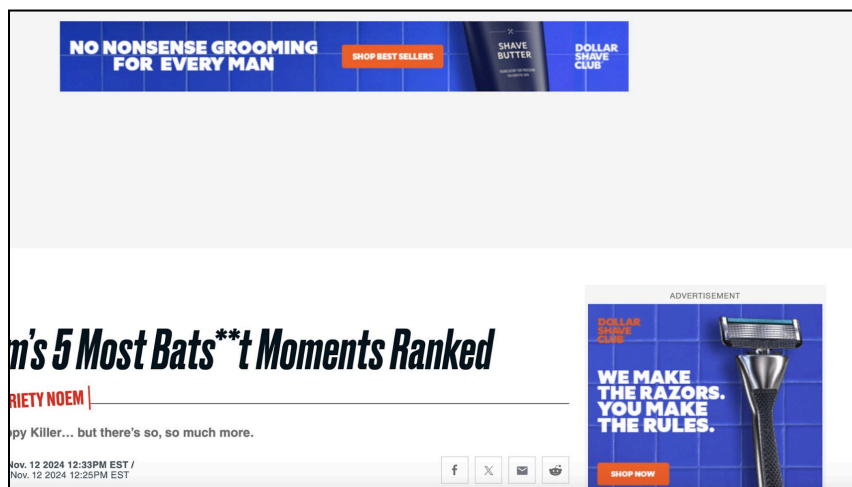 NO NONSENSE GROOMING
FOR EVERY MAN
SHOP BEST SELLERS
SHAVE
BUTTER
DOLLAR
SHAVE
CLUB
ADVERTISEMENT
m's 5 Most Bats**t Moments Ranked
RIETY NOEM
ppy Killer… but there's so, so much more.
Nov. 12 2024 12:33PM EST /
Nov. 12 2024 12:25PM EST
DOLLAR
SHAVE
CLUB
WE MAKE
THE RAZORS.
YOU MAKE
THE RULES.
SHOP NOW